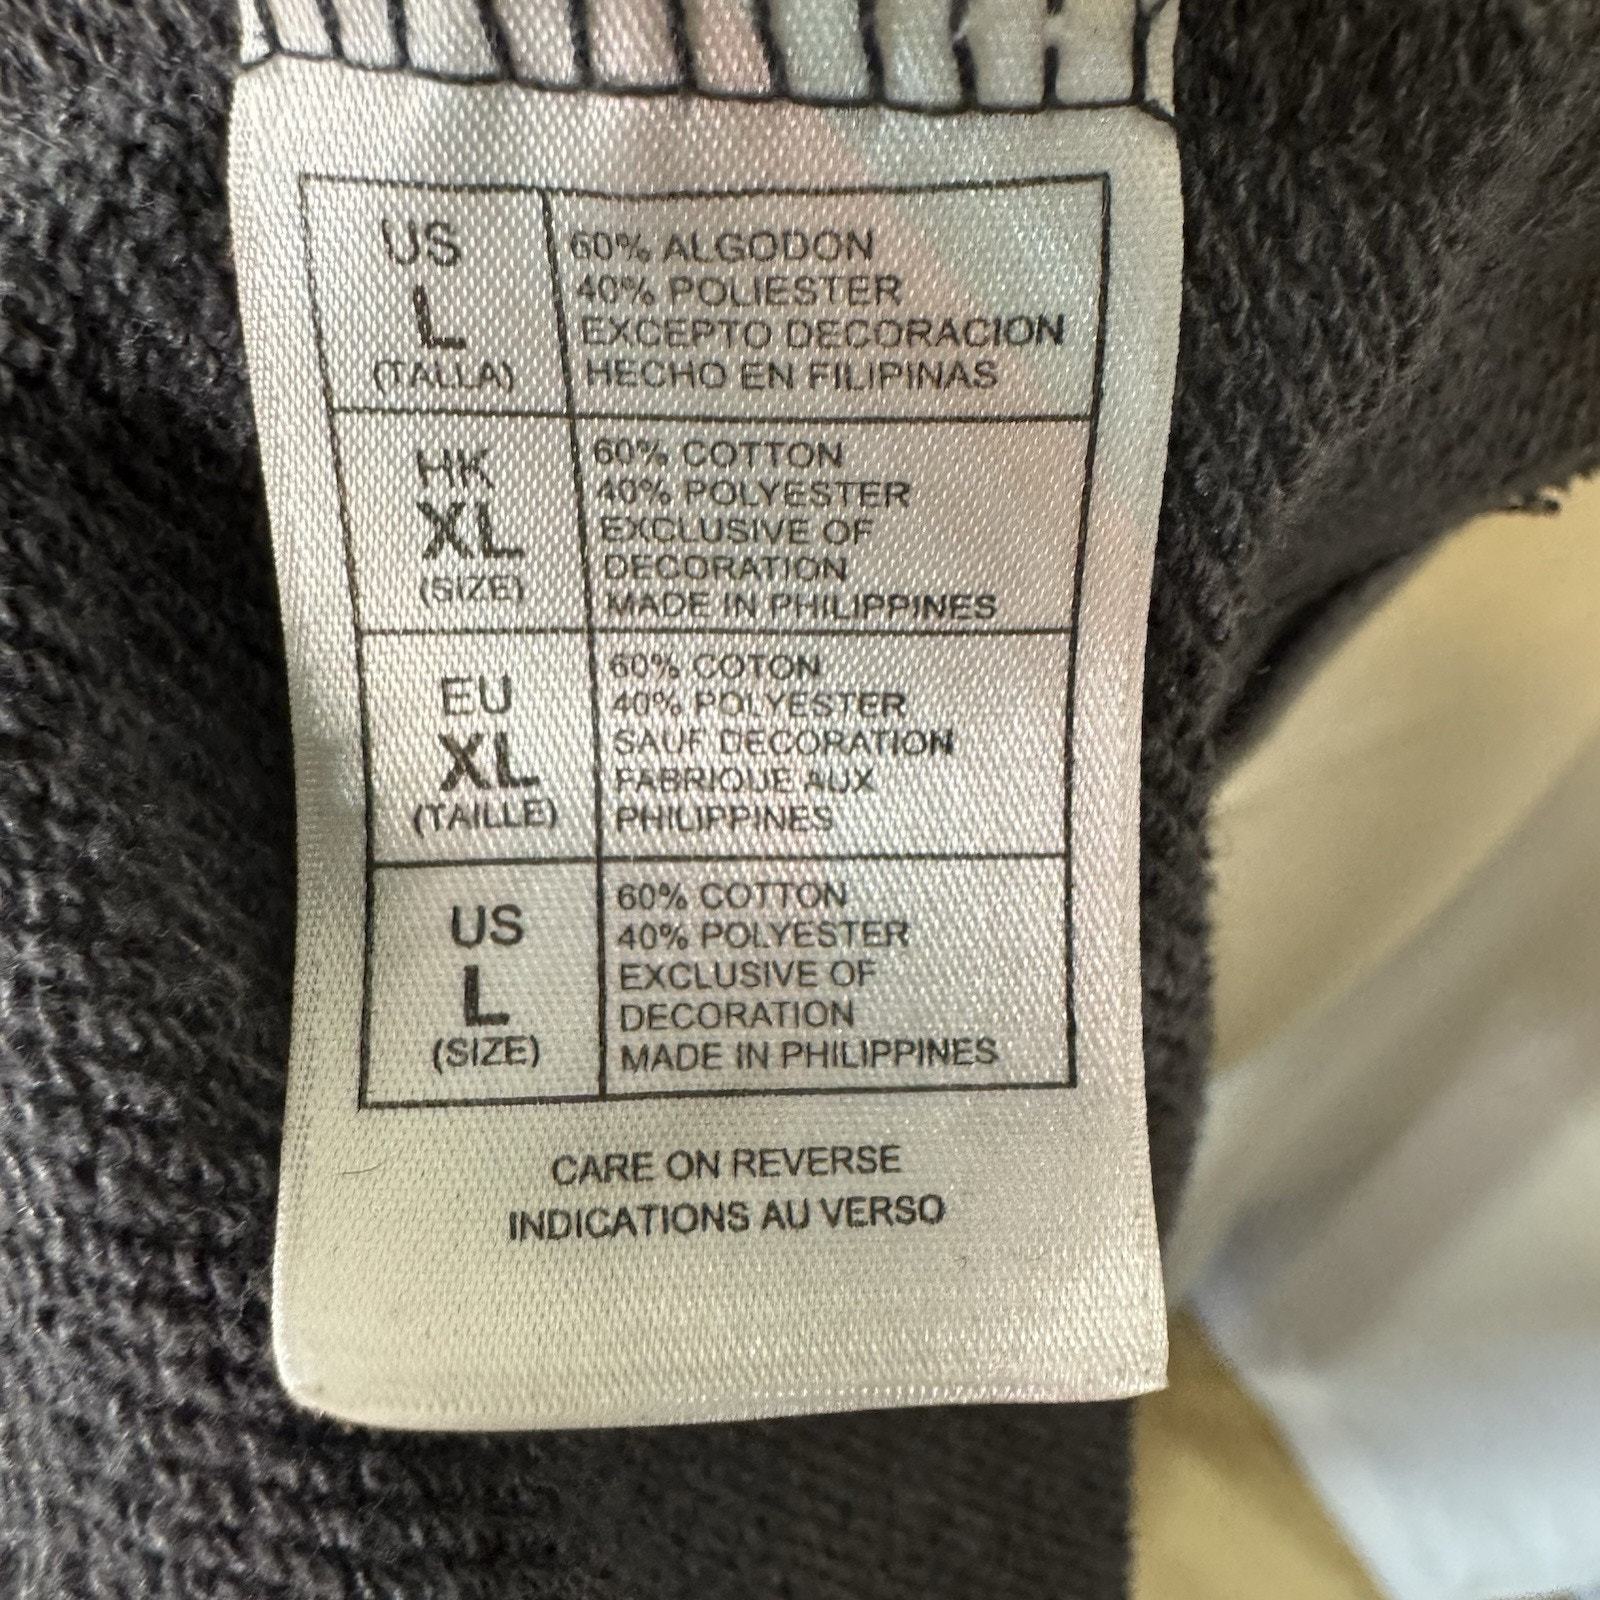 US
L
(TALLA)
60% ALGODON
40% POLIESTER
EXCEPTO DECORACION
HECHO EN FILIPINAS
HK
XL
(SIZE)
60% COTTON
40% POLYESTER
EXCLUSIVE OF
DECORATION
MADE IN PHILIPPINES
EU
XL
(TAILLE)
60% COTON
40% POLYESTER
SAUF DECORATION
FABRIQUE AUX
PHILIPPINES
US
L
(SIZE)
60% COTTON
40% POLYESTER
EXCLUSIVE OF
DECORATION
MADE IN PHILIPPINES
CARE ON REVERSE
INDICATIONS AU VERSO